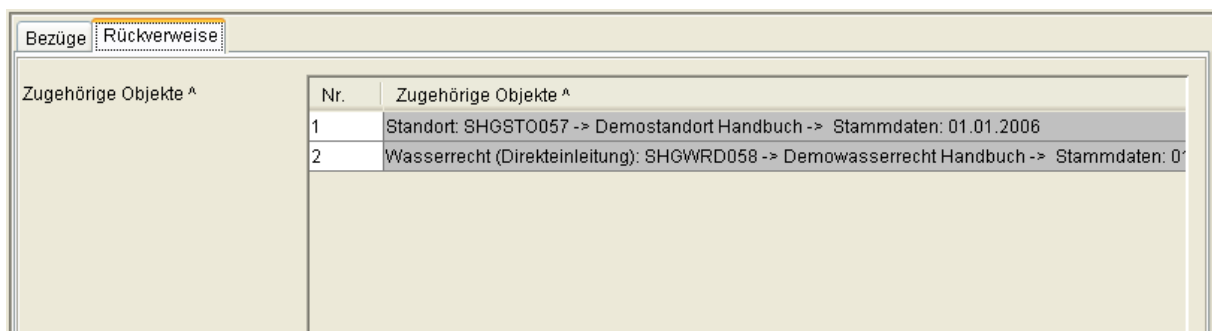 Bezüge Rückverweise
Zugehörige Objekte ^ Nr. Zugehörige Objekte ^
1 Standort: SHGSTO057 -> Demostandort Handbuch -> Stammdaten: 01.01.2006
2 Wasserrecht (Direkteinleitung): SHGWRD058 -> Demowasserrecht Handbuch -> Stammdaten: 01